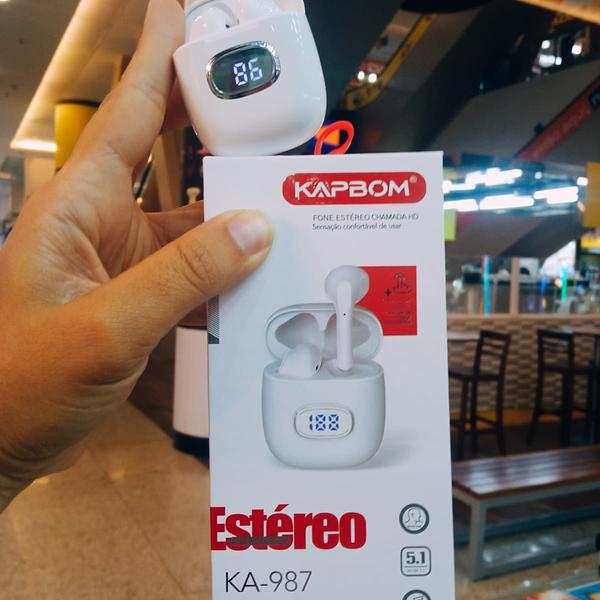 86
KAPBOM®
FONE ESTÉREO CHAMADA HD
Sensação confortável de usar
188
Estéreo
5.1
KA-987